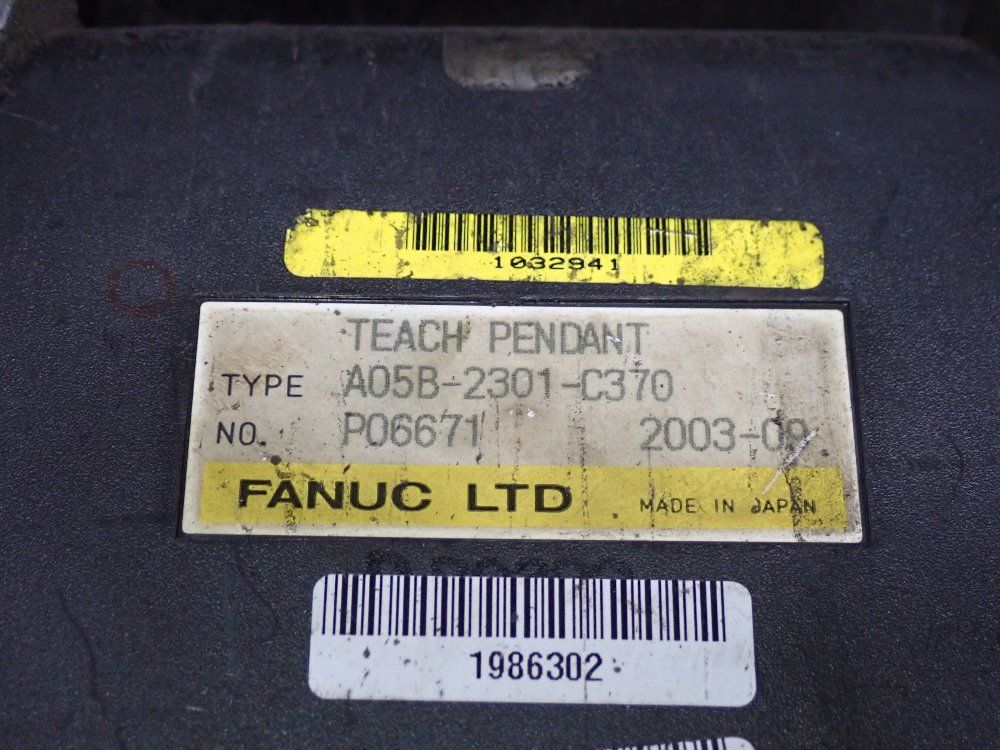 1032941
TEACH PENDANT
TYPE A05B-2301-C370
NO. P06671 2003-09
FANUC LTD MADE IN JAPAN
1986302